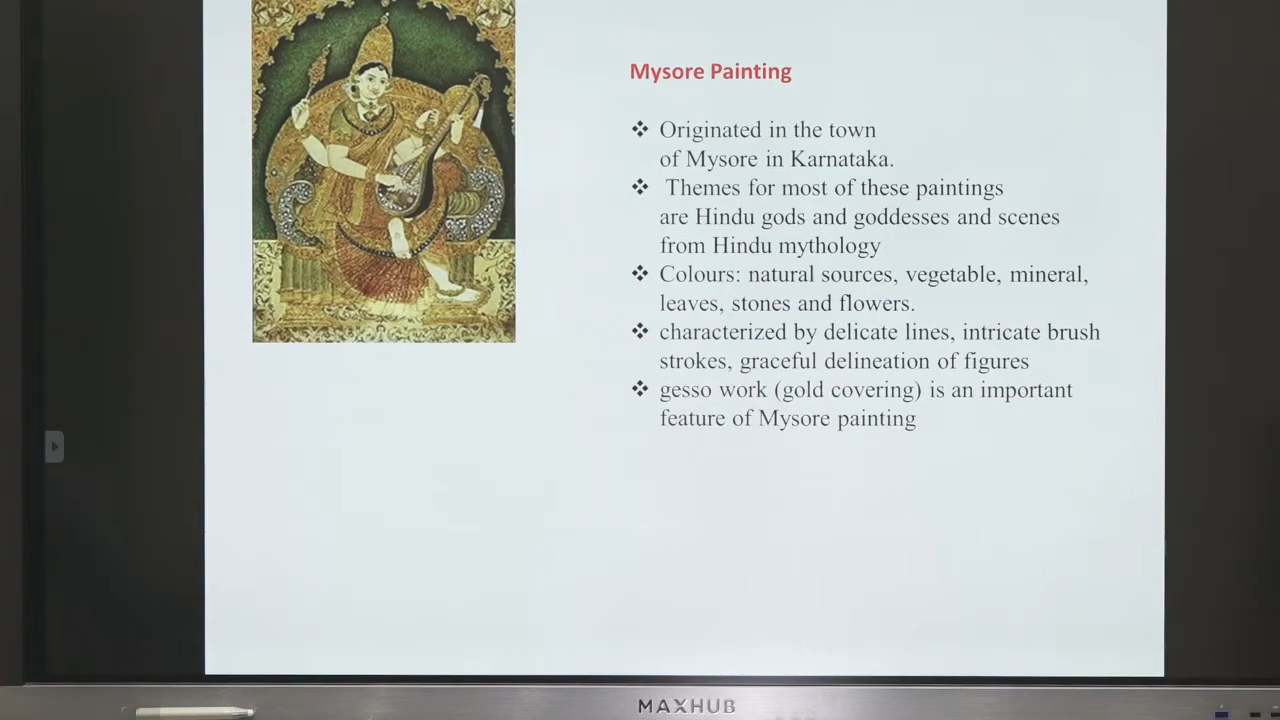 Mysore Painting
❖ Originated in the town
of Mysore in Karnataka.
❖ Themes for most of these paintings
are Hindu gods and goddesses and scenes
from Hindu mythology
❖ Colours: natural sources, vegetable, mineral,
leaves, stones and flowers.
❖ characterized by delicate lines, intricate brush
strokes, graceful delineation of figures
❖ gesso work (gold covering) is an important
feature of Mysore painting
MAXHUB